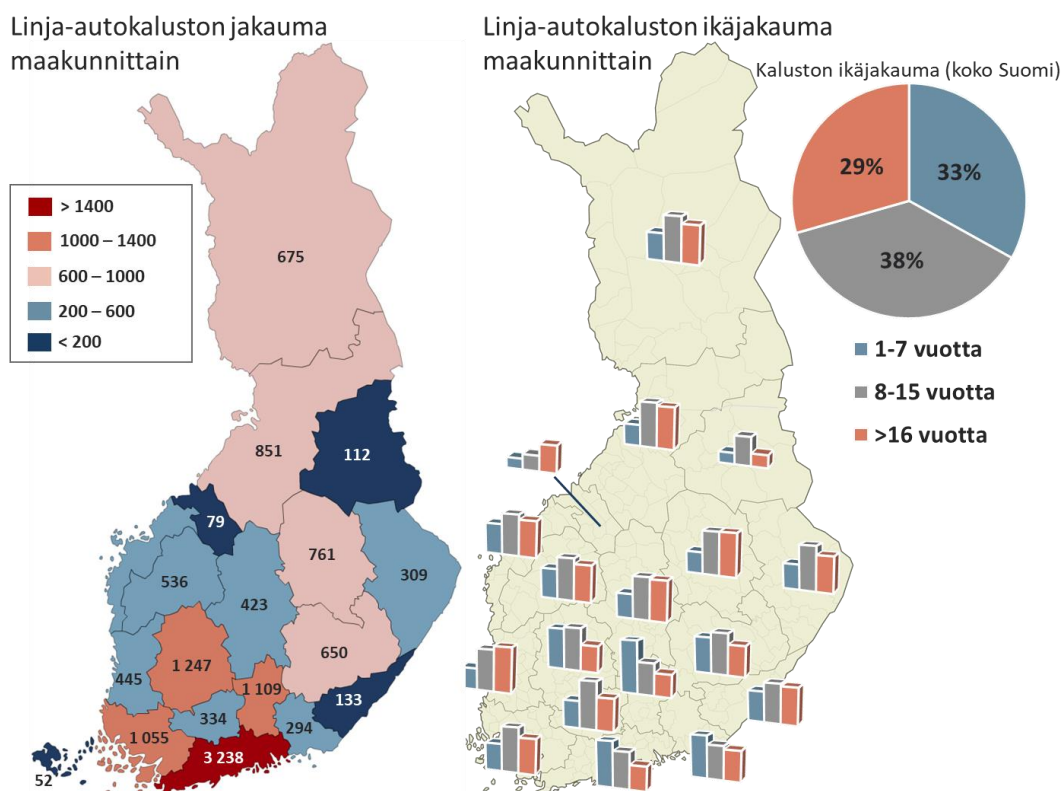 Linja-autokaluston jakauma
maakunnittain
> 1400
1000 – 1400
600 – 1000
200 – 600
< 200
675
851
112
79
761
309
536
423
650
445
1 247
1 109
133
334
294
1 055
3 238
52
Linja-autokaluston ikäjakauma
maakunnittain
Kaluston ikäjakauma (koko Suomi)
29%
33%
38%
1-7 vuotta
8-15 vuotta
>16 vuotta